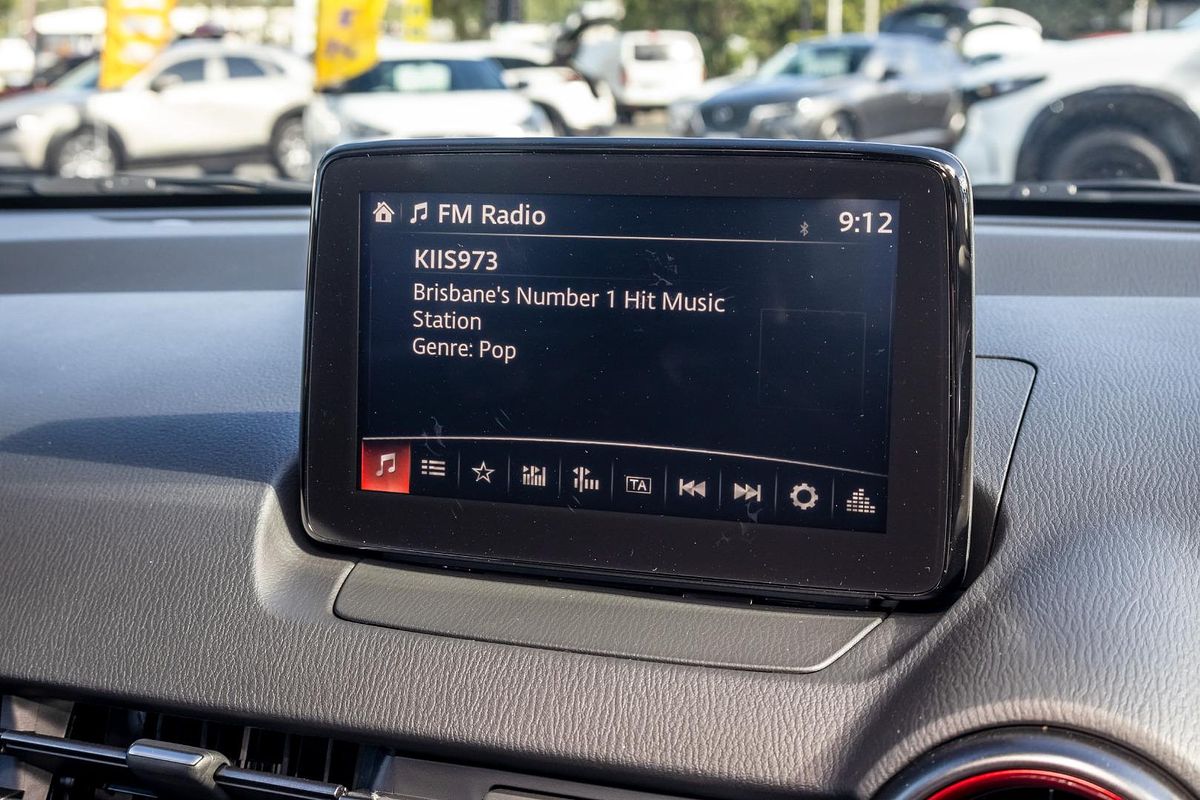 FM Radio
9:12
KIIS973
Brisbane's Number 1 Hit Music
Station
Genre: Pop
TA